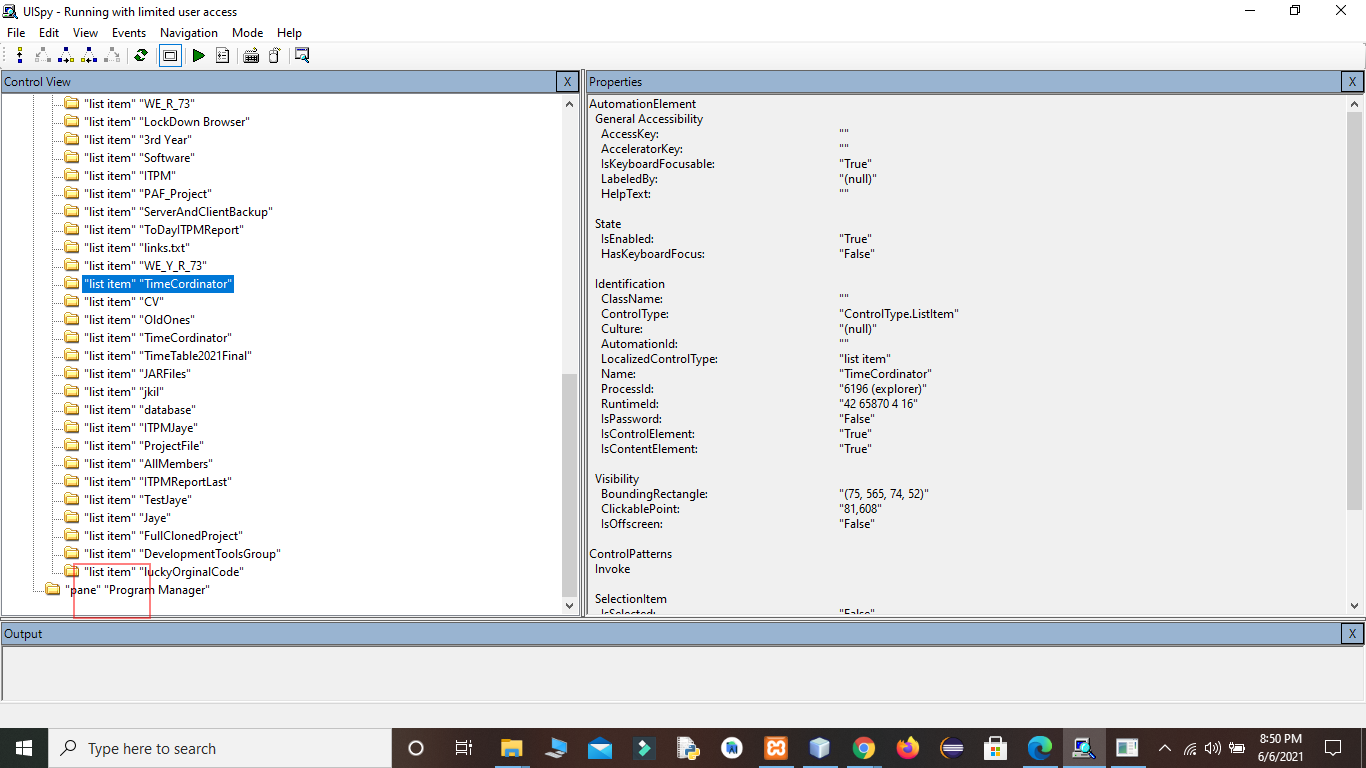 UISpy - Running with limited user access
File Edit View Events Navigation Mode Help
Control View X
"list item" "WE_R_73"
"list item" "LockDown Browser"
"list item" "3rd Year"
"list item" "Software"
"list item" "ITPM"
"list item" "PAF_Project"
"list item" "ServerAndClientBackup"
"list item" "ToDayITPMReport"
"list item" "links.txt"
"list item" "WE_Y_R_73"
"list item" "TimeCordinator"
"list item" "CV"
"list item" "OldOnes"
"list item" "TimeCordinator"
"list item" "TimeTable2021Final"
"list item" "JARFiles"
"list item" "jkil"
"list item" "database"
"list item" "ITPMJaye"
"list item" "ProjectFile"
"list item" "AllMembers"
"list item" "ITPMReportLast"
"list item" "TestJaye"
"list item" "Jaye"
"list item" "FullClonedProject"
"list item" "DevelopmentToolsGroup"
"list item" "luckyOrginalCode"
"pane" "Program Manager"
Properties X
AutomationElement
General Accessibility
AccessKey: ""
AcceleratorKey: ""
IsKeyboardFocusable: "True"
LabeledBy: "(null)"
HelpText: ""
State
IsEnabled: "True"
HasKeyboardFocus: "False"
Identification
ClassName: ""
ControlType: "ControlType.ListItem"
Culture: "(null)"
AutomationId: ""
LocalizedControlType: "list item"
Name: "TimeCordinator"
ProcessId: "6196 (explorer)"
RuntimeId: "42 65870 4 16"
IsPassword: "False"
IsControlElement: "True"
IsContentElement: "True"
Visibility
BoundingRectangle: "(75, 565, 74, 52)"
ClickablePoint: "81,608"
IsOffscreen: "False"
ControlPatterns
Invoke
SelectionItem
IsSelected: "False"
Output X
Type here to search
8:50 PM
6/6/2021